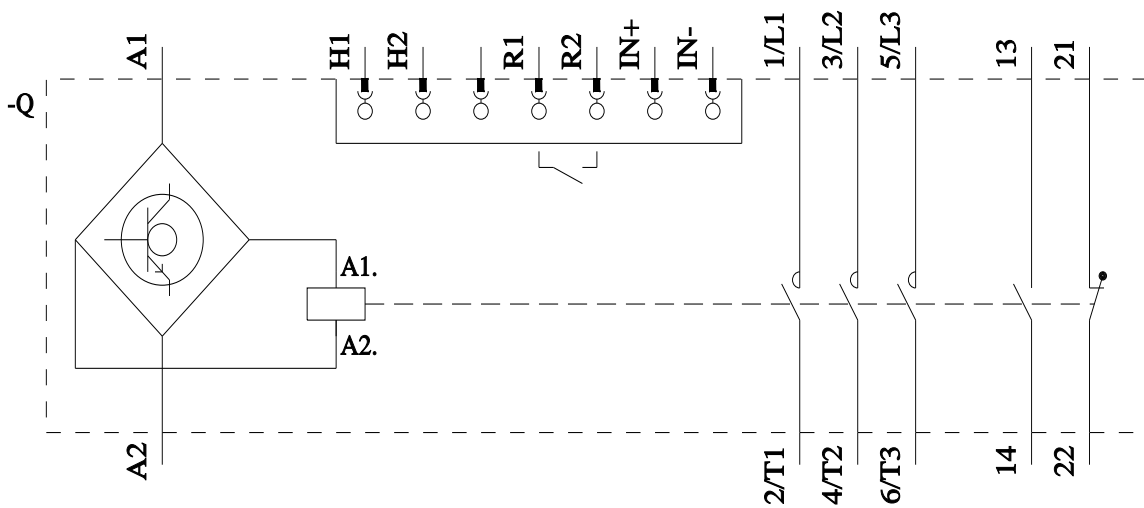 A1
H1
H2
R1
R2
IN+
IN-
1/L1
3/L2
5/L3
13
21
-Q
A1.
A2.
A2
2/T1
4/T2
6/T3
14
22